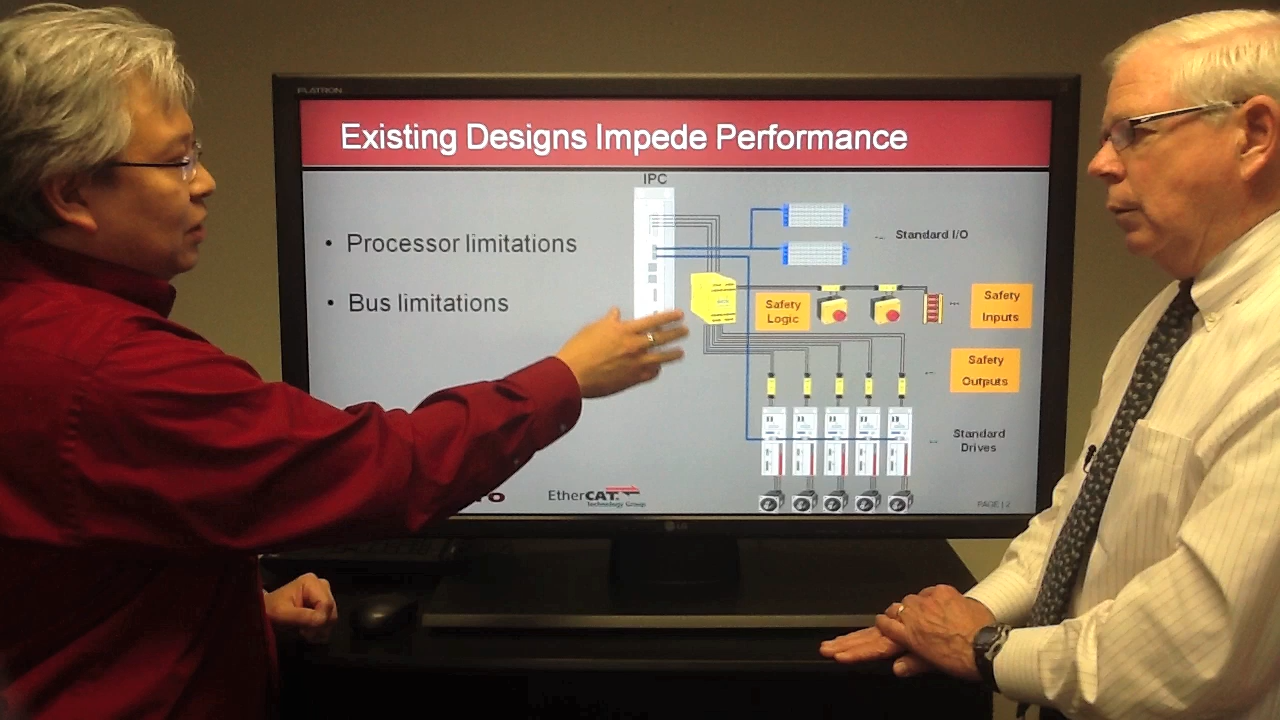 FLATRON
Existing Designs Impede Performance
IPC
• Processor limitations
• Bus limitations
Standard I/O
Safety
Logic
Safety
Inputs
Safety
Outputs
Standard
Drives
EtherCAT
Technology Group
PAGE | 2
LG